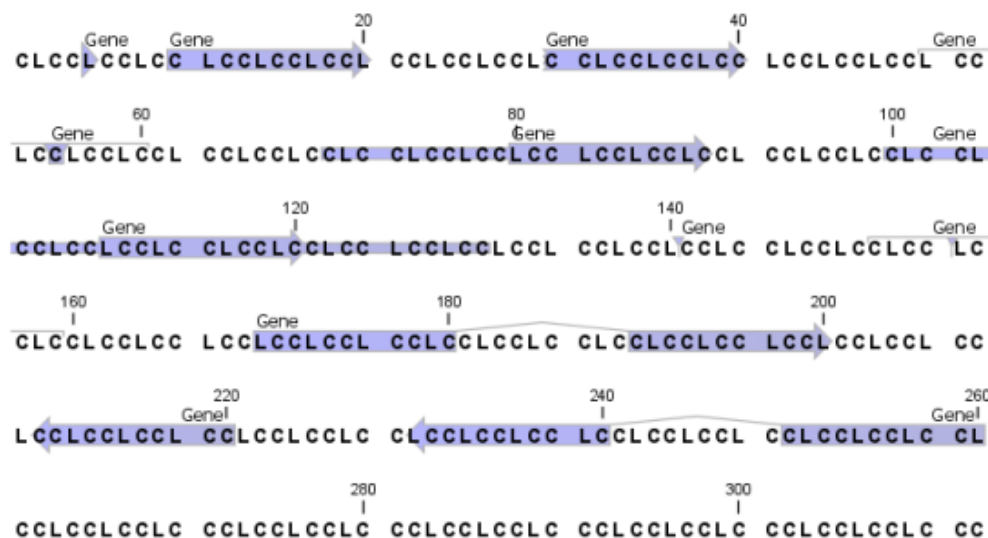 20 40
Gene Gene Gene Gene
CLCCLCCLCC LCCLCCLCCL CCLCCLCCLC CLCCLCCLCC LCCLCCLCCL CC
60 80 100
Gene Gene Gene
LCCLCCLCCL CCLCCLCCLC CLCCLCCLCC LCCLCCLCCL CCLCCLCCLC CL
120 140
Gene Gene Gene
CCLCCLCCLC CLCCLCCLCC LCCLCCLCCL CCLCCLCCLC CLCCLCCLCC LC
160 180 200
Gene
CLCCLCCLCC LCCLCCLCCL CCLCCLCCLC CLCCLCCLCC LCCLCCLCCL CC
220 240 260
Gene Gene
LCCLCCLCCL CCLCCLCCLC CLCCLCCLCC LCCLCCLCCL CCLCCLCCLC CL
280 300
CCLCCLCCLC CCLCCLCCLC CCLCCLCCLC CCLCCLCCLC CCLCCLCCLC CC